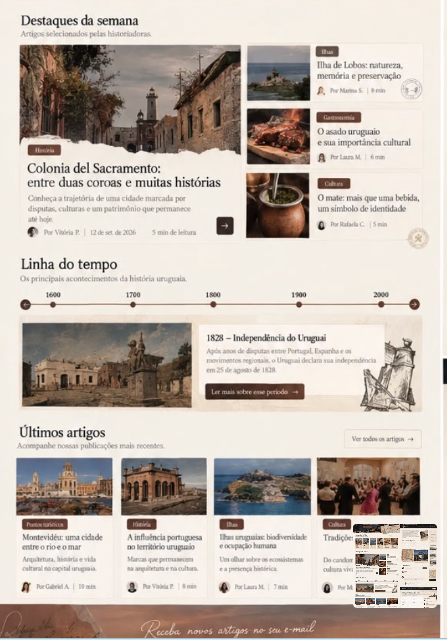 Destaques da semana
Artigos selecionados pelas historiadoras.
História
Colonia del Sacramento:
entre duas coroas e muitas histórias
Conheça a trajetória de uma cidade marcada por
disputas, culturas e um patrimônio que permanece
até hoje.
Por Vitória P. | 12 de set. de 2026 5 min de leitura
Ilhas
Ilha de Lobos: natureza,
memória e preservação
Por Marina S. | 6 min
Gastronomia
O asado uruguaio
e sua importância cultural
Por Laura M. | 6 min
Cultura
O mate: mais que uma bebida,
um símbolo de identidade
Por Rafaela C. | 5 min
Linha do tempo
Os principais acontecimentos da história uruguaia.
1600 1700 1800 1900 2000
1828 – Independência do Uruguai
Após anos de disputas entre Portugal, Espanha e os
movimentos regionais, o Uruguai declara sua independência
em 25 de agosto de 1828.
Ler mais sobre esse período →
Últimos artigos
Acompanhe nossas publicações mais recentes.
Ver todos os artigos →
Pontos turísticos
Montevidéu: uma cidade
entre o rio e o mar
Arquitetura, história e vida
cultural na capital uruguaia.
Por Gabriel A. | 10 min
História
A influência portuguesa
no território uruguaio
Marcas que permanecem
na arquitetura e na cultura.
Por Vitória P. | 8 min
Ilhas
Ilhas uruguaias: biodiversidade
e ocupação humana
Um olhar sobre os ecossistemas
e a presença histórica.
Por Laura M. | 7 min
Cultura
Receba novos artigos no seu e-mail